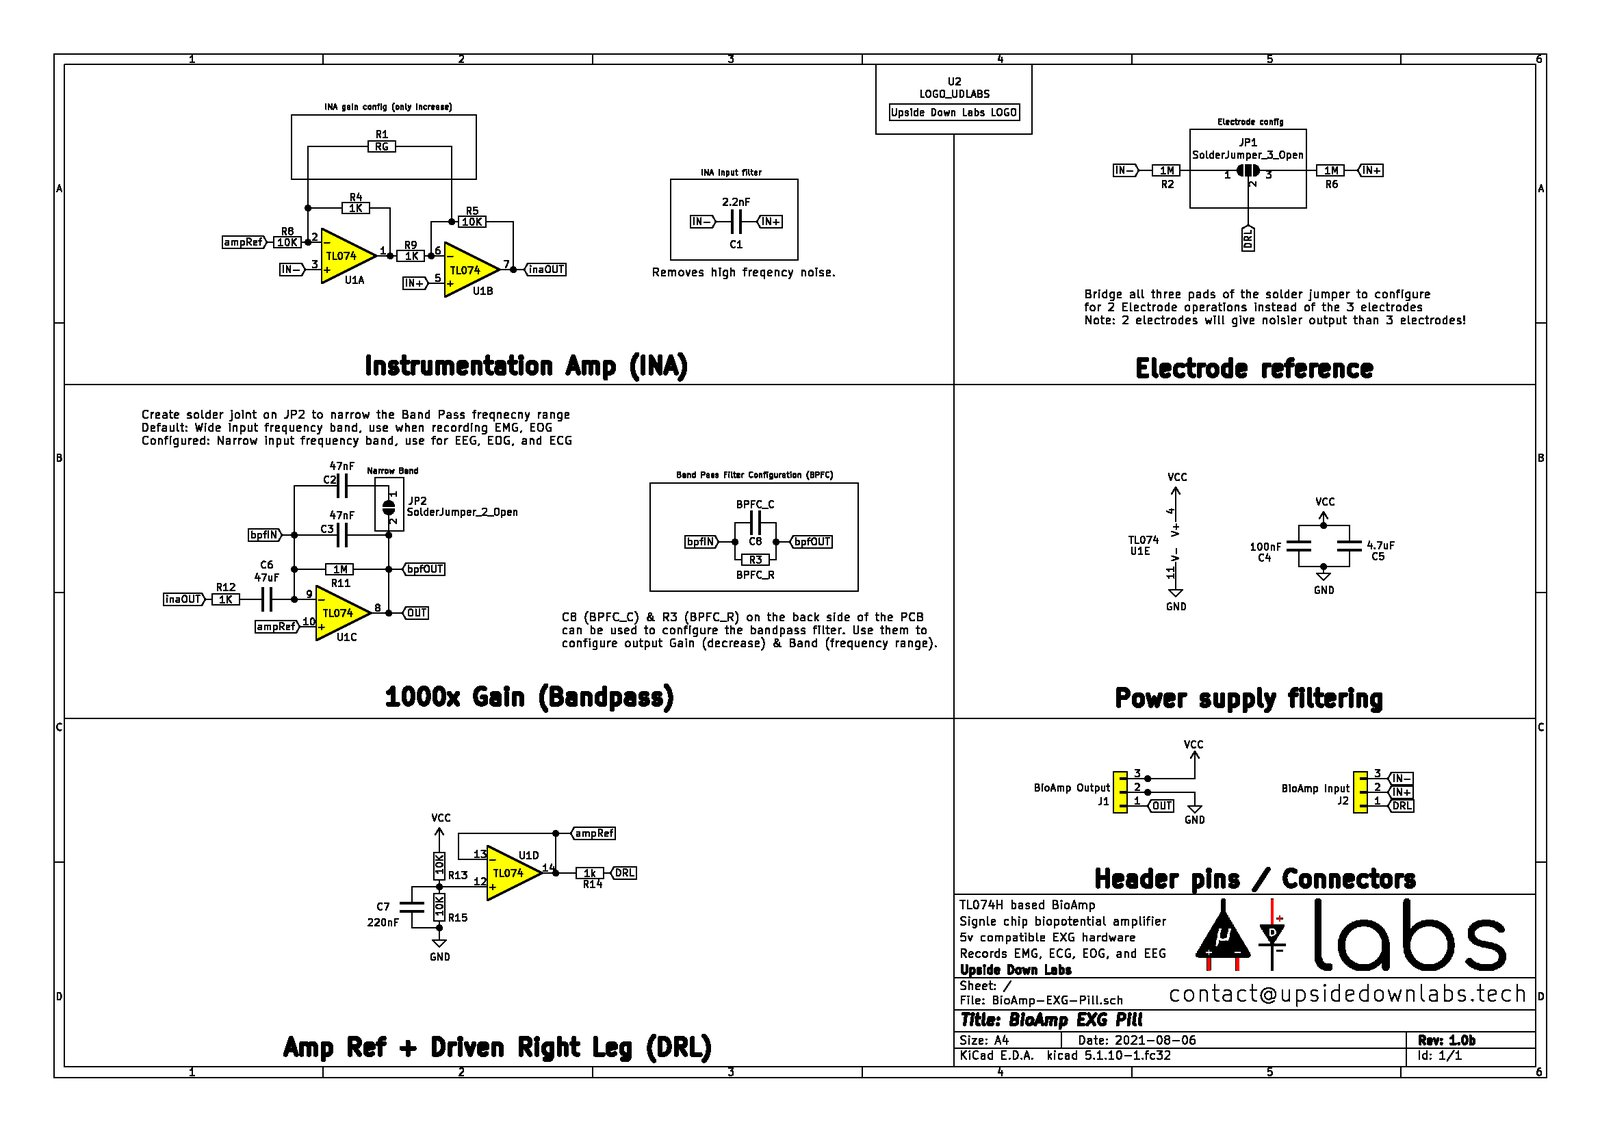 1 2 3 4 5 6
A
B
C
D
INA gain config (only increase)
R1
RG
R4
1K
R5
10K
ampRef
R8
10K
2
−
TL074
3
+
1
U1A
IN-
R9
1K
6
−
TL074
5
+
7
U1B
IN+
inaOUT
INA input filter
2.2nF
IN-
IN+
C1
Removes high freqency noise.
Instrumentation Amp (INA)
U2
LOGO_UDLABS
Upside Down Labs LOGO
Electrode config
JP1
SolderJumper_3_Open
IN-
1M
R2
1
2
3
1M
R6
IN+
DRL
Bridge all three pads of the solder jumper to configure
for 2 Electrode operations instead of the 3 electrodes
Note: 2 electrodes will give noisier output than 3 electrodes!
Electrode reference
Create solder joint on JP2 to narrow the Band Pass freqnecny range
Default: Wide input frequency band, use when recording EMG, EOG
Configured: Narrow input frequency band, use for EEG, EOG, and ECG
47nF
C2
Narrow Band
1
2
JP2
SolderJumper_2_Open
47nF
C3
bpfIN
1M
R11
bpfOUT
C6
47uF
inaOUT
R12
1K
9
−
TL074
8
OUT
ampRef
10
+
U1C
Band Pass Filter Configuration (BPFC)
BPFC_C
C8
bpfIN
bpfOUT
R3
BPFC_R
C8 (BPFC_C) & R3 (BPFC_R) on the back side of the PCB
can be used to configure the bandpass filter. Use them to
configure output Gain (decrease) & Band (frequency range).
1000x Gain (Bandpass)
VCC
4
V+
TL074
U1E
V-
11
GND
VCC
100nF
C4
4.7uF
C5
GND
Power supply filtering
VCC
10K
R13
10K
R15
C7
220nF
GND
13
−
TL074
12
+
U1D
14
ampRef
1k
R14
DRL
Amp Ref + Driven Right Leg (DRL)
VCC
BioAmp Output
J1
3
2
1
OUT
GND
BioAmp Input
J2
3
2
1
IN-
IN+
DRL
Header pins / Connectors
TL074H based BioAmp
Signle chip biopotential amplifier
5v compatible EXG hardware
Records EMG, ECG, EOG, and EEG
Upside Down Labs
μ
+ −
D
+
−
labs
Sheet: /
File: BioAmp-EXG-Pill.sch
contact@upsidedownlabs.tech
Title: BioAmp EXG Pill
Size: A4
Date: 2021-08-06
Rev: 1.0b
KiCad E.D.A.  kicad 5.1.10-1.fc32
Id: 1/1
A
B
C
D
1 2 3 4 5 6